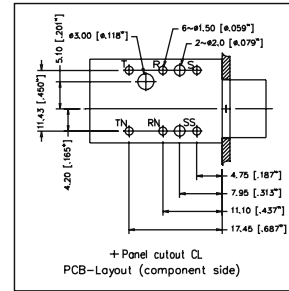 ø3,00 [ø,118"]
6-ø1,50 [ø,059"]
2-ø2,0 [ø,079"]
5,10 [,201"]
T R S
11,43 [,450"]
4,20 [,165"]
TN RN SS
4,75 [,187"]
7,95 [,313"]
11,10 [,437"]
17,45 [,687"]
+ Panel cutout CL
PCB-Layout (component side)